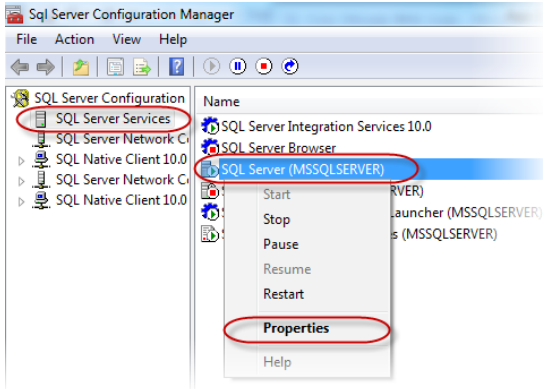 Sql Server Configuration Manager
File Action View Help
SQL Server Configuration
SQL Server Services
SQL Server Network
SQL Native Client 10.0
SQL Server Network
SQL Native Client 10.0
Name
SQL Server Integration Services 10.0
SQL Server Browser
SQL Server (MSSQLSERVER)
RVER)
Launcher (MSSQLSERVER)
(MSSQLSERVER)
Start
Stop
Pause
Resume
Restart
Properties
Help